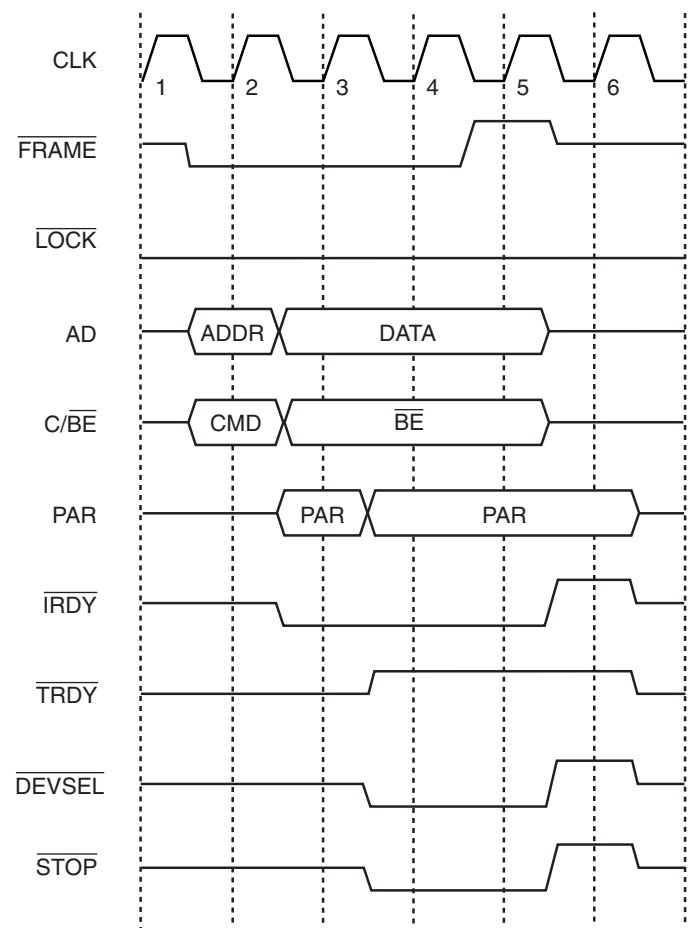 CLK
1 2 3 4 5 6
FRAME
LOCK
AD ADDR DATA
C/BE CMD BE
PAR PAR PAR
IRDY
TRDY
DEVSEL
STOP